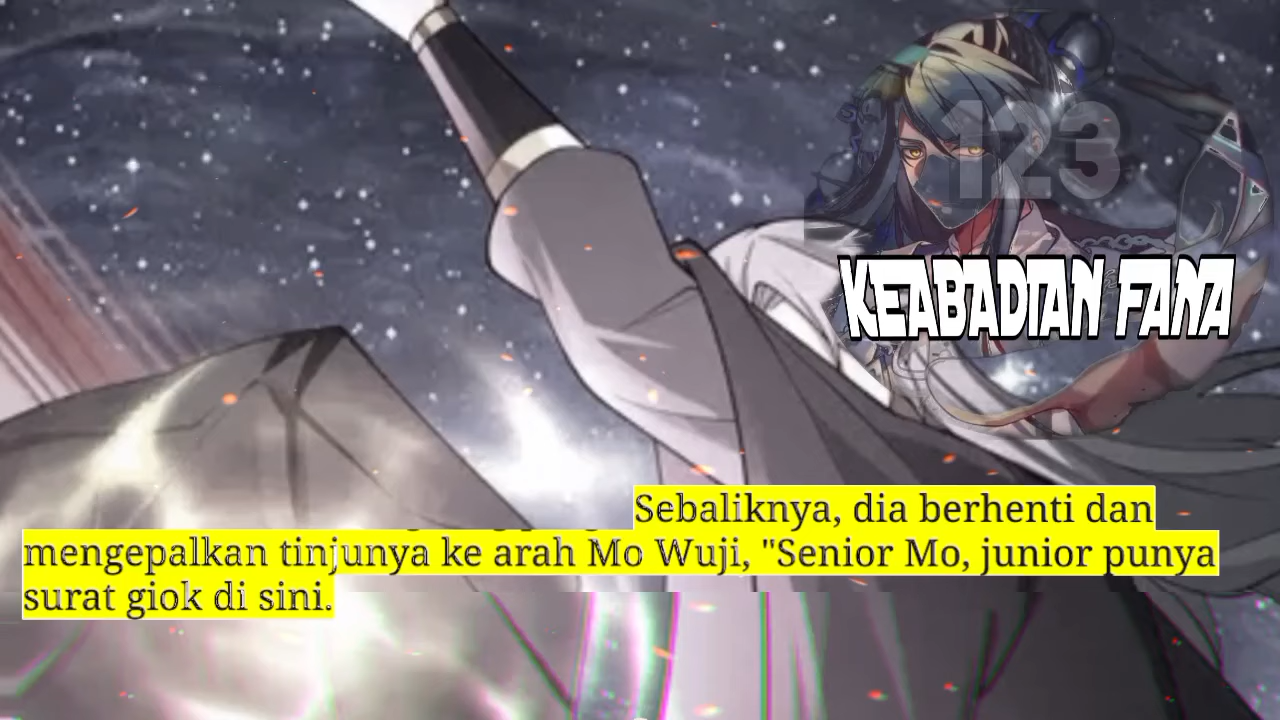 123
KEABADIAN FANA
Sebaliknya, dia berhenti dan
mengepalkan tinjunya ke arah Mo Wuji, "Senior Mo, junior punya
surat giok di sini.